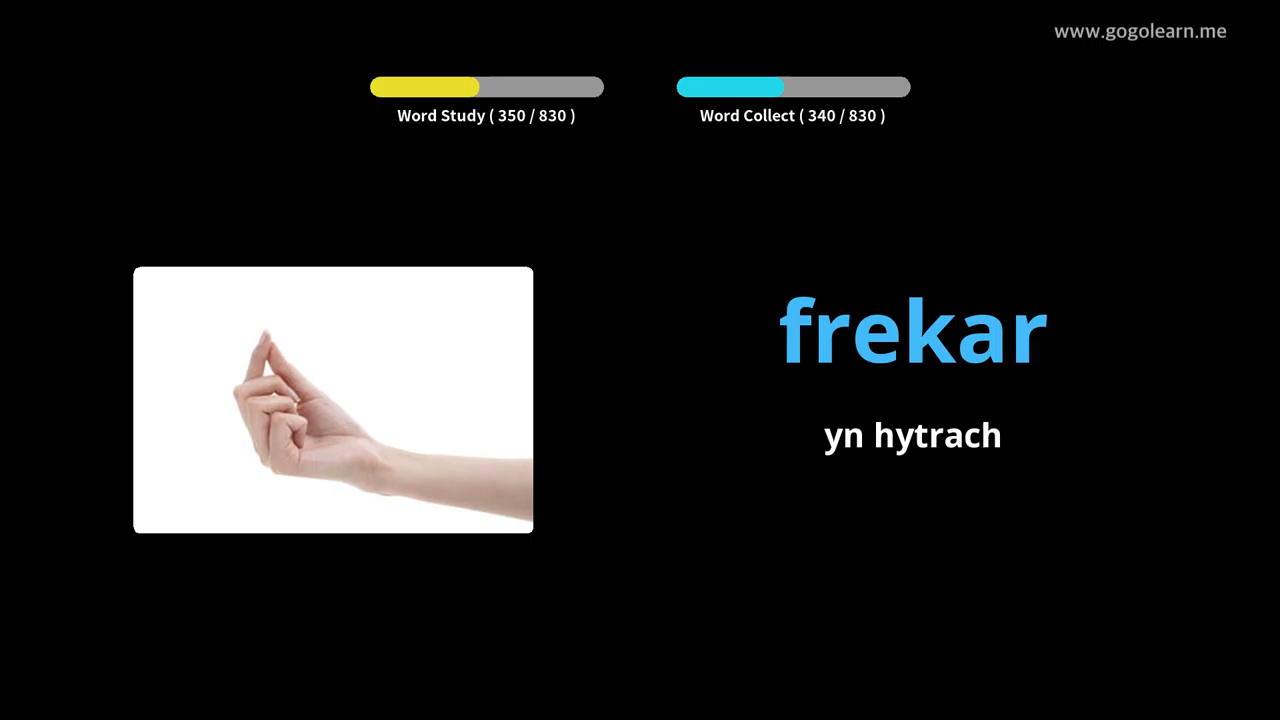 www.gogolearn.me
Word Study ( 350 / 830 )
Word Collect ( 340 / 830 )
frekar
yn hytrach